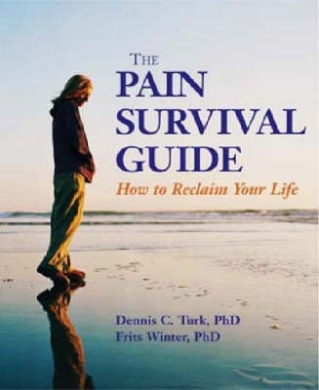 THE
PAIN
SURVIVAL
GUIDE
How to Reclaim Your Life
Dennis C. Turk, PhD
Frits Winter, PhD